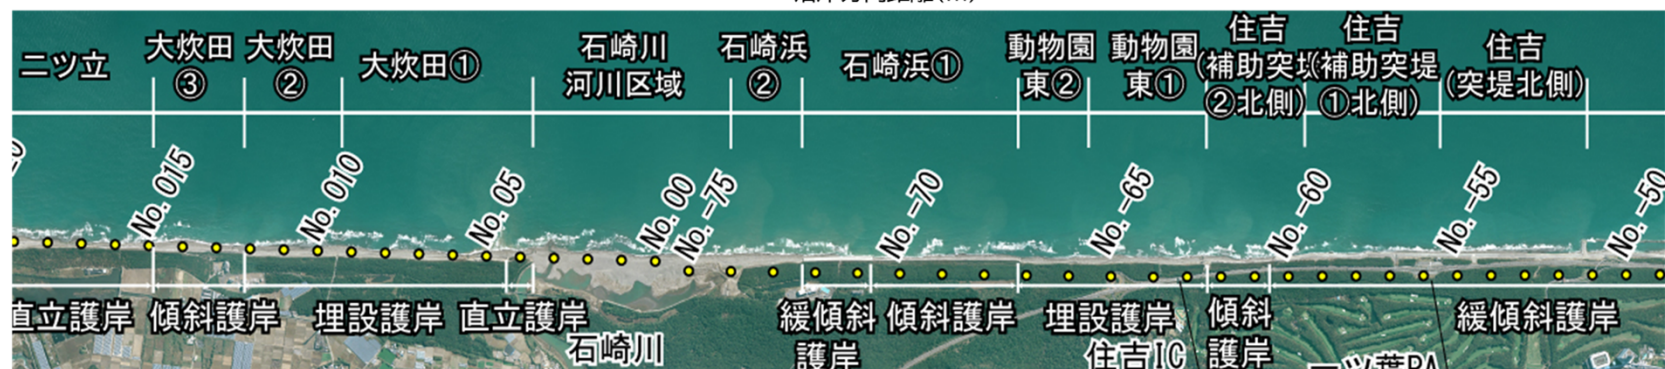 二ツ立
大炊田
③
大炊田
②
大炊田①
石崎川
河川区域
石崎浜
②
石崎浜①
動物園
東②
動物園
東①
住吉
(補助突堤
②北側)
住吉
(補助突堤
①北側)
住吉
(突堤北側)
No. 015
No. 010
No. 05
No. 00
No. -75
No. -70
No. -65
No. -60
No. -55
No. -50
直立護岸
傾斜護岸
埋設護岸
直立護岸
緩傾斜
護岸
傾斜護岸
埋設護岸
傾斜
護岸
緩傾斜護岸
石崎川
住吉IC